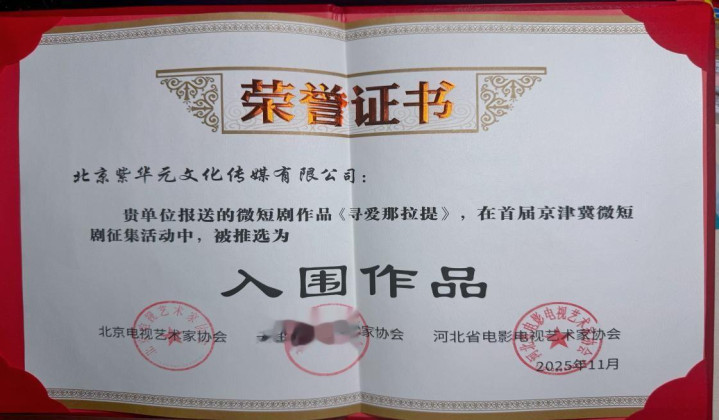 荣誉证书
北京紫华元文化传媒有限公司：
贵单位报送的微短剧作品《寻爱那拉提》，在首届京津冀微短
剧征集活动中，被推选为
入围作品
北京电视艺术家协会 家协会 河北省电影电视艺术家协会
2025年11月